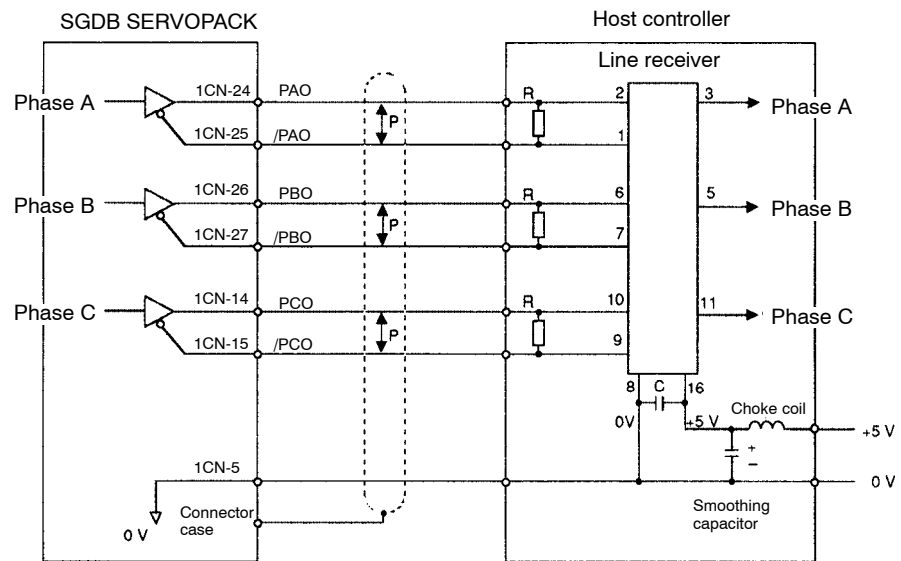 SGDB SERVOPACK
Host controller
Line receiver
Phase A
1CN-24
PAO
P
R
2
3
Phase A
1CN-25
/PAO
1
Phase B
1CN-26
PBO
P
R
6
5
Phase B
1CN-27
/PBO
7
Phase C
1CN-14
PCO
P
R
10
11
Phase C
1CN-15
/PCO
9
8
C
16
0V
+5 V
Choke coil
+5 V
+
−
1CN-5
0 V
0 V
Connector
case
Smoothing
capacitor